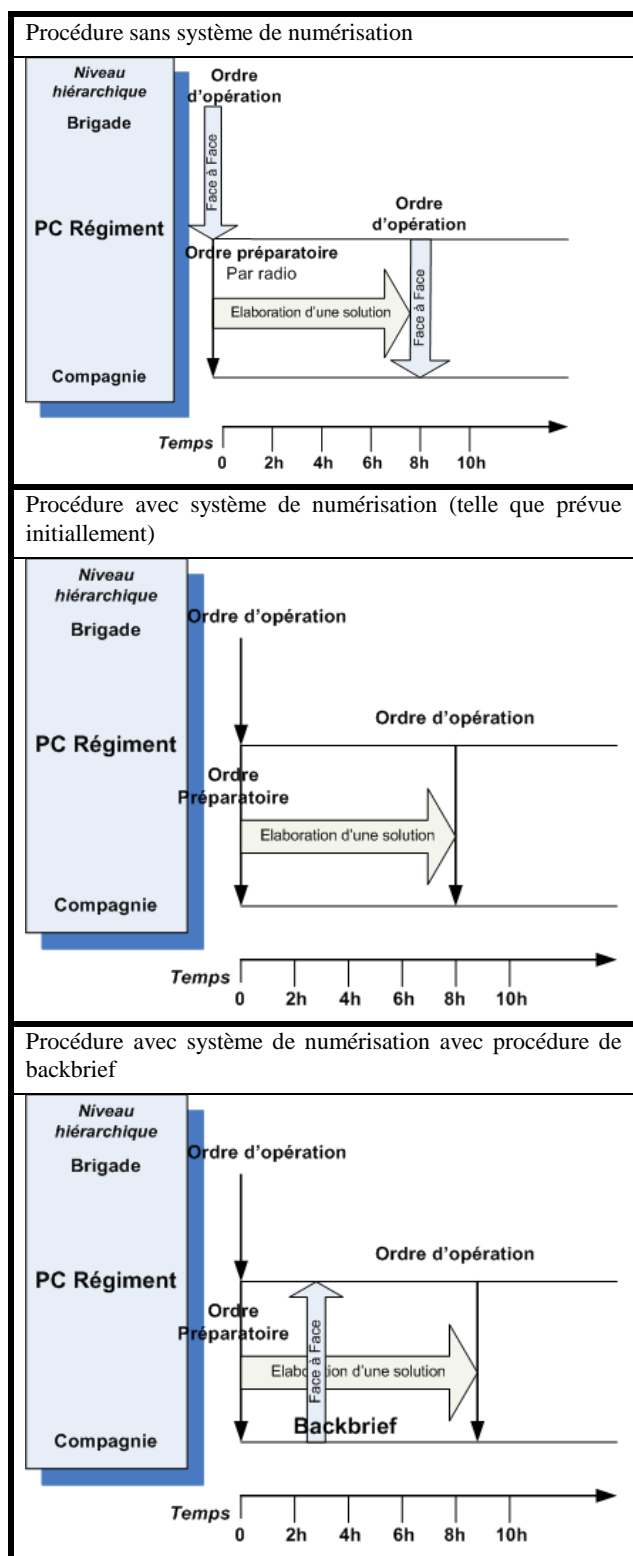 Procédure sans système de numérisation
Niveau
hiérarchique
Brigade
PC Régiment
Compagnie
Ordre
d'opération
Face à Face
Ordre préparatoire
Par radio
Elaboration d'une solution
Ordre
d'opération
Face à Face
Temps
0 2h 4h 6h 8h 10h
Procédure avec système de numérisation (telle que prévue
initiallement)
Niveau
hiérarchique
Brigade
PC Régiment
Compagnie
Ordre d'opération
Ordre d'opération
Ordre
Préparatoire
Elaboration d'une solution
Temps
0 2h 4h 6h 8h 10h
Procédure avec système de numérisation avec procédure de
backbrief
Niveau
hiérarchique
Brigade
PC Régiment
Compagnie
Ordre d'opération
Ordre d'opération
Ordre
Préparatoire
Face à Face
Elaboration d'une solution
Backbrief
Temps
0 2h 4h 6h 8h 10h